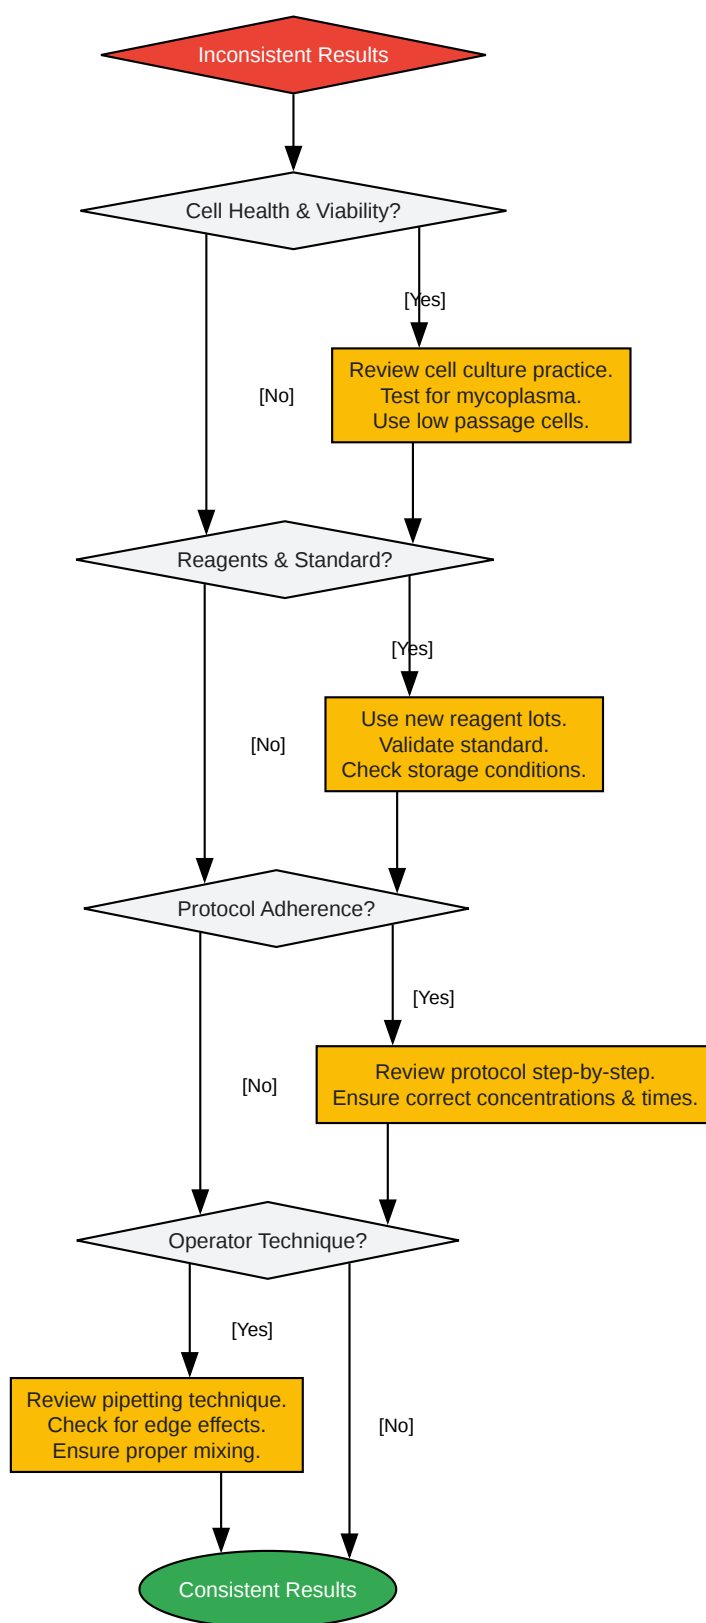 Inconsistent Results
Cell Health & Viability?
[Yes]
Review cell culture practice.
Test for mycoplasma.
Use low passage cells.
[No]
Reagents & Standard?
[Yes]
Use new reagent lots.
Validate standard.
Check storage conditions.
[No]
Protocol Adherence?
[Yes]
Review protocol step-by-step.
Ensure correct concentrations & times.
[No]
Operator Technique?
[Yes]
Review pipetting technique.
Check for edge effects.
Ensure proper mixing.
[No]
Consistent Results